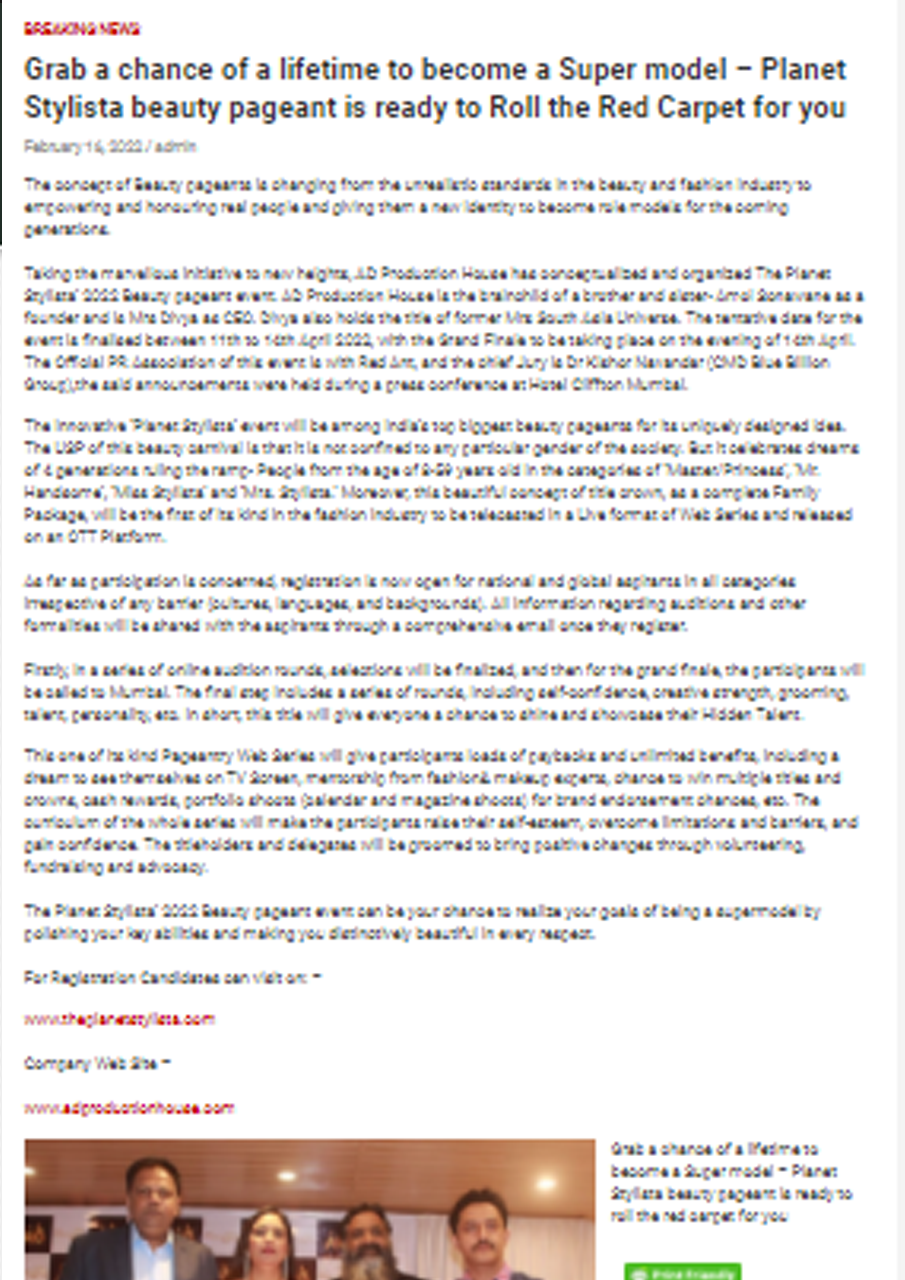 BREAKING NEWS
Grab a chance of a lifetime to become a Super model – Planet
Stylista beauty pageant is ready to Roll the Red Carpet for you
February 16, 2022 / admin
The concept of Beauty pageants is changing from the unrealistic standards in the beauty and fashion industry to
empowering and honouring real people and giving them a new identity to become role models for the coming
generations.
Taking the marvellous initiative to new heights, AD Production House has conceptualized and organized The Planet
Stylista' 2022 Beauty pageant event. AD Production House is the brainchild of a brother and sister- Amol Sonawane as a
founder and is Mrs Divya as CEO. Divya also holds the title of former Mrs South Asia Universe. The tentative date for the
event is finalised between 11th to 14th April 2022, with the Grand Finale to be taking place on the evening of 14th April.
The Official PR Association of this event is with Red Ant, and the chief Jury is Dr Kishor Nawandar (CMD Blue Billion
Group),the said announcements were held during a press conference at Hotel Cliffton Mumbai.
The innovative 'Planet Stylista' event will be among India's top biggest beauty pageants for its uniquely designed idea.
The USP of this beauty carnival is that it is not confined to any particular gender of the society. But it celebrates dreams
of 4 generations ruling the ramp- People from the age of 8-59 years old in the categories of 'Master/Princess', 'Mr.
Handsome', 'Miss Stylista' and 'Mrs. Stylista.' Moreover, this beautiful concept of title crown, as a complete Family
Package, will be the first of its kind in the fashion industry to be telecasted in a Live format of Web Series and released
on an OTT Platform.
As far as participation is concerned, registration is now open for national and global aspirants in all categories
irrespective of any barrier (cultures, languages, and backgrounds). All information regarding auditions and other
formalities will be shared with the aspirants through a comprehensive email once they register.
Firstly, in a series of online audition rounds, selections will be finalized, and then for the grand finale, the participants will
be called to Mumbai. The final step includes a series of rounds, including self-confidence, creative strength, grooming,
talent, personality, etc. In short, this title will give everyone a chance to shine and showcase their Hidden Talent.
This one of its kind Pageantry Web Series will give participants loads of paybacks and unlimited benefits, including a
dream to see themselves on TV Screen, mentorship from fashion& makeup experts, chance to win multiple titles and
crowns, cash rewards, portfolio shoots (calendar and magazine shoots) for brand endorsement chances, etc. The
curriculum of the whole series will make the participants raise their self-esteem, overcome limitations and barriers, and
gain confidence. The titleholders and delegates will be groomed to bring positive changes through volunteering,
fundraising and advocacy.
The Planet Stylista' 2022 Beauty pageant event can be your chance to realize your goals of being a supermodel by
polishing your key abilities and making you distinctively beautiful in every respect.
For Registration Candidates can visit on: –
www.theplanetstylista.com
Company Web Site –
www.adproductionhouse.com
Grab a chance of a lifetime to
become a Super model – Planet
Stylista beauty pageant is ready to
roll the red carpet for you
Print Friendly